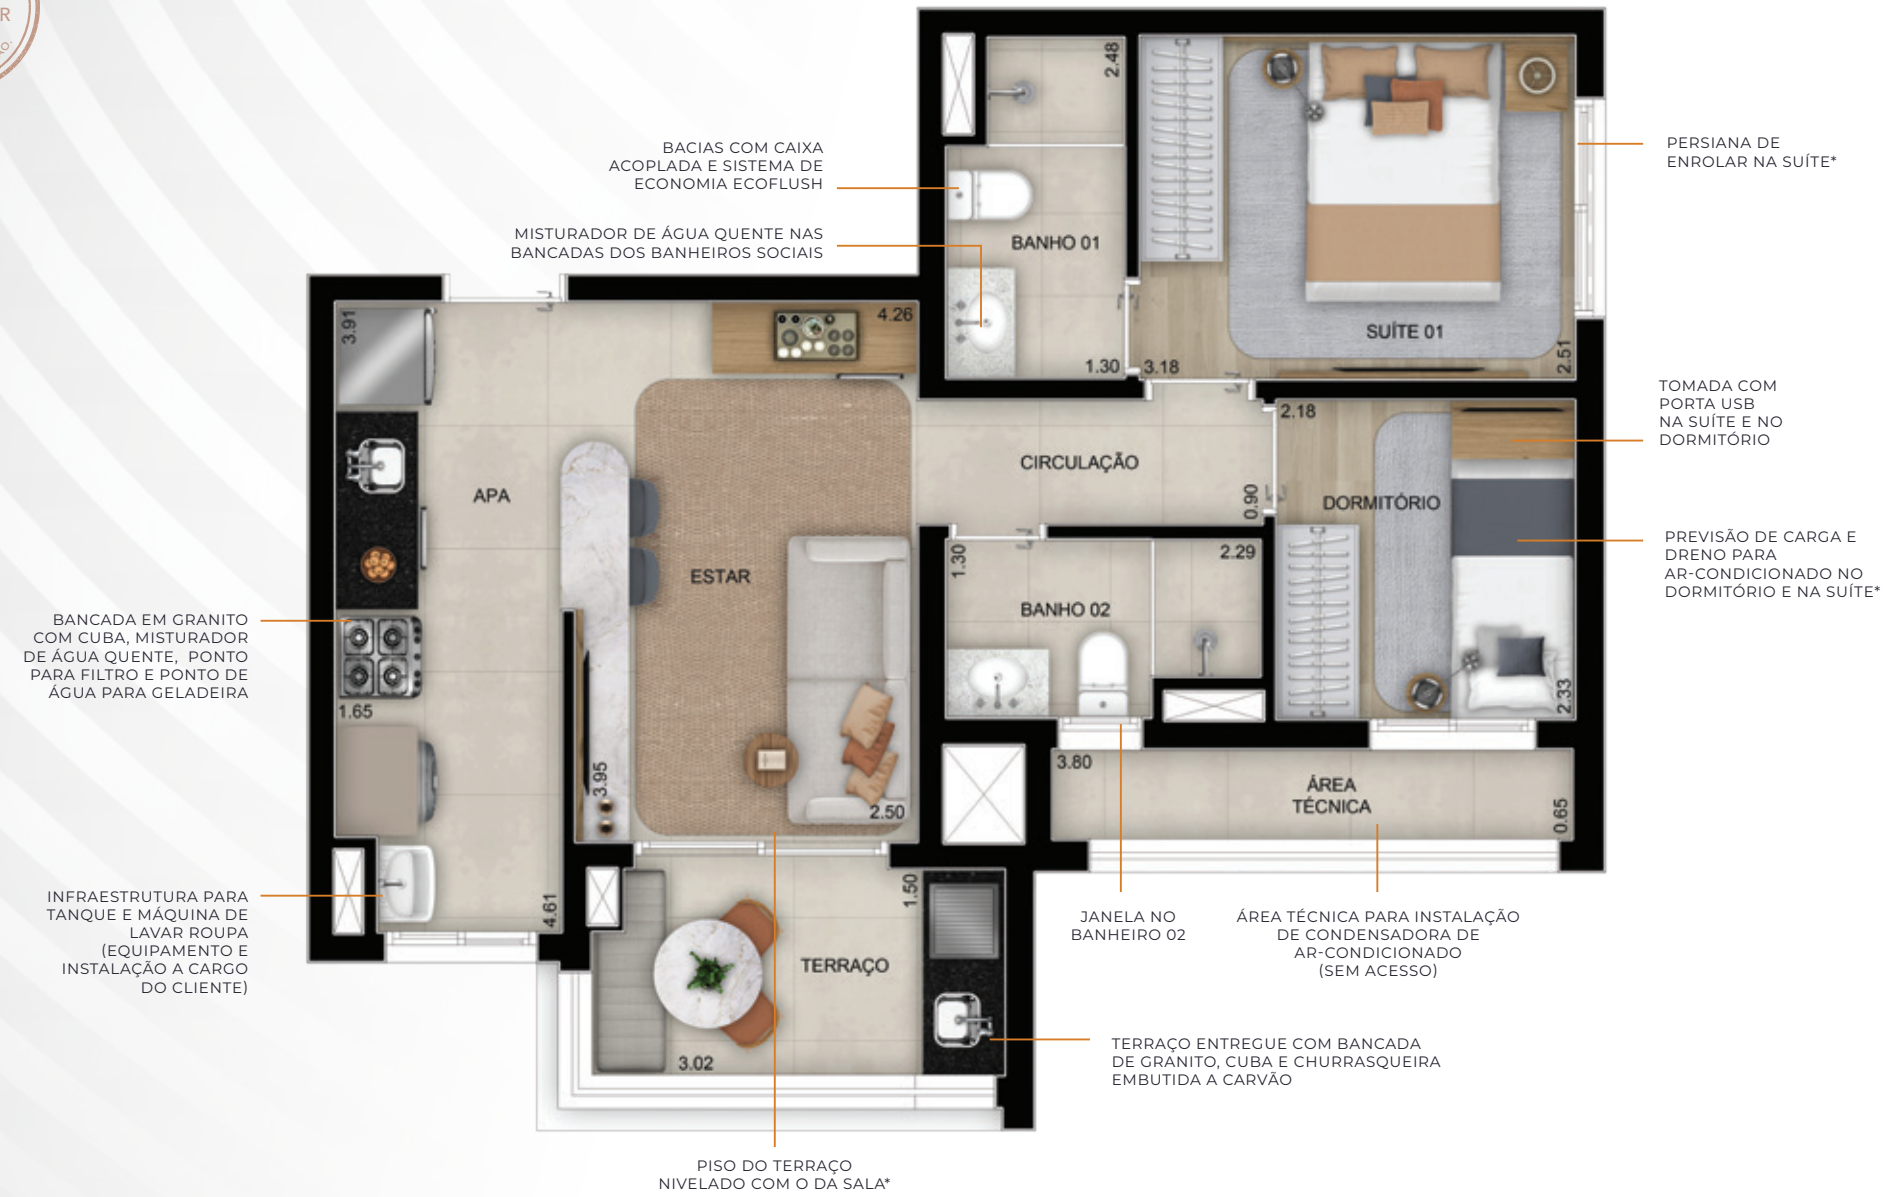 R
BACIAS COM CAIXA
ACOPLADA E SISTEMA DE
ECONOMIA ECOFLUSH
MISTURADOR DE ÁGUA QUENTE NAS
BANCADAS DOS BANHEIROS SOCIAIS
BANCADA EM GRANITO
COM CUBA, MISTURADOR
DE ÁGUA QUENTE, PONTO
PARA FILTRO E PONTO DE
ÁGUA PARA GELADEIRA
INFRAESTRUTURA PARA
TANQUE E MÁQUINA DE
LAVAR ROUPA
(EQUIPAMENTO E
INSTALAÇÃO A CARGO
DO CLIENTE)
2.48
BANHO 01
1.30
3.18
SUÍTE 01
2.51
3.91
4.26
APA
ESTAR
1.65
3.95
2.50
4.61
CIRCULAÇÃO
0.90
2.18
DORMITÓRIO
2.33
1.30
2.29
BANHO 02
3.80
ÁREA
TÉCNICA
0.65
1.50
TERRAÇO
3.02
PERSIANA DE
ENROLAR NA SUÍTE*
TOMADA COM
PORTA USB
NA SUÍTE E NO
DORMITÓRIO
PREVISÃO DE CARGA E
DRENO PARA
AR-CONDICIONADO NO
DORMITÓRIO E NA SUÍTE*
JANELA NO
BANHEIRO 02
ÁREA TÉCNICA PARA INSTALAÇÃO
DE CONDENSADORA DE
AR-CONDICIONADO
(SEM ACESSO)
TERRAÇO ENTREGUE COM BANCADA
DE GRANITO, CUBA E CHURRASQUEIRA
EMBUTIDA A CARVÃO
PISO DO TERRAÇO
NIVELADO COM O DA SALA*